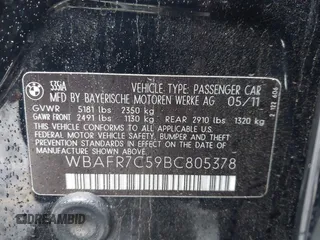 535iA VEHICLE TYPE: PASSENGER CAR
MFD BY BAYERISCHE MOTOREN WERKE AG 05/11
GVWR 5181 lbs 2350 kg
GAWR FRONT 2491 lbs 1130 kg GAWR REAR 2910 lbs 1320 kg
THIS VEHICLE CONFORMS TO ALL APPLICABLE FEDERAL
MOTOR VEHICLE SAFETY, BUMPER AND THEFT
PREVENTION STANDARDS IN EFFECT ON THE DATE OF
MANUFACTURE SHOWN ABOVE.
WBAFR7C59BC805378
DREAMBID